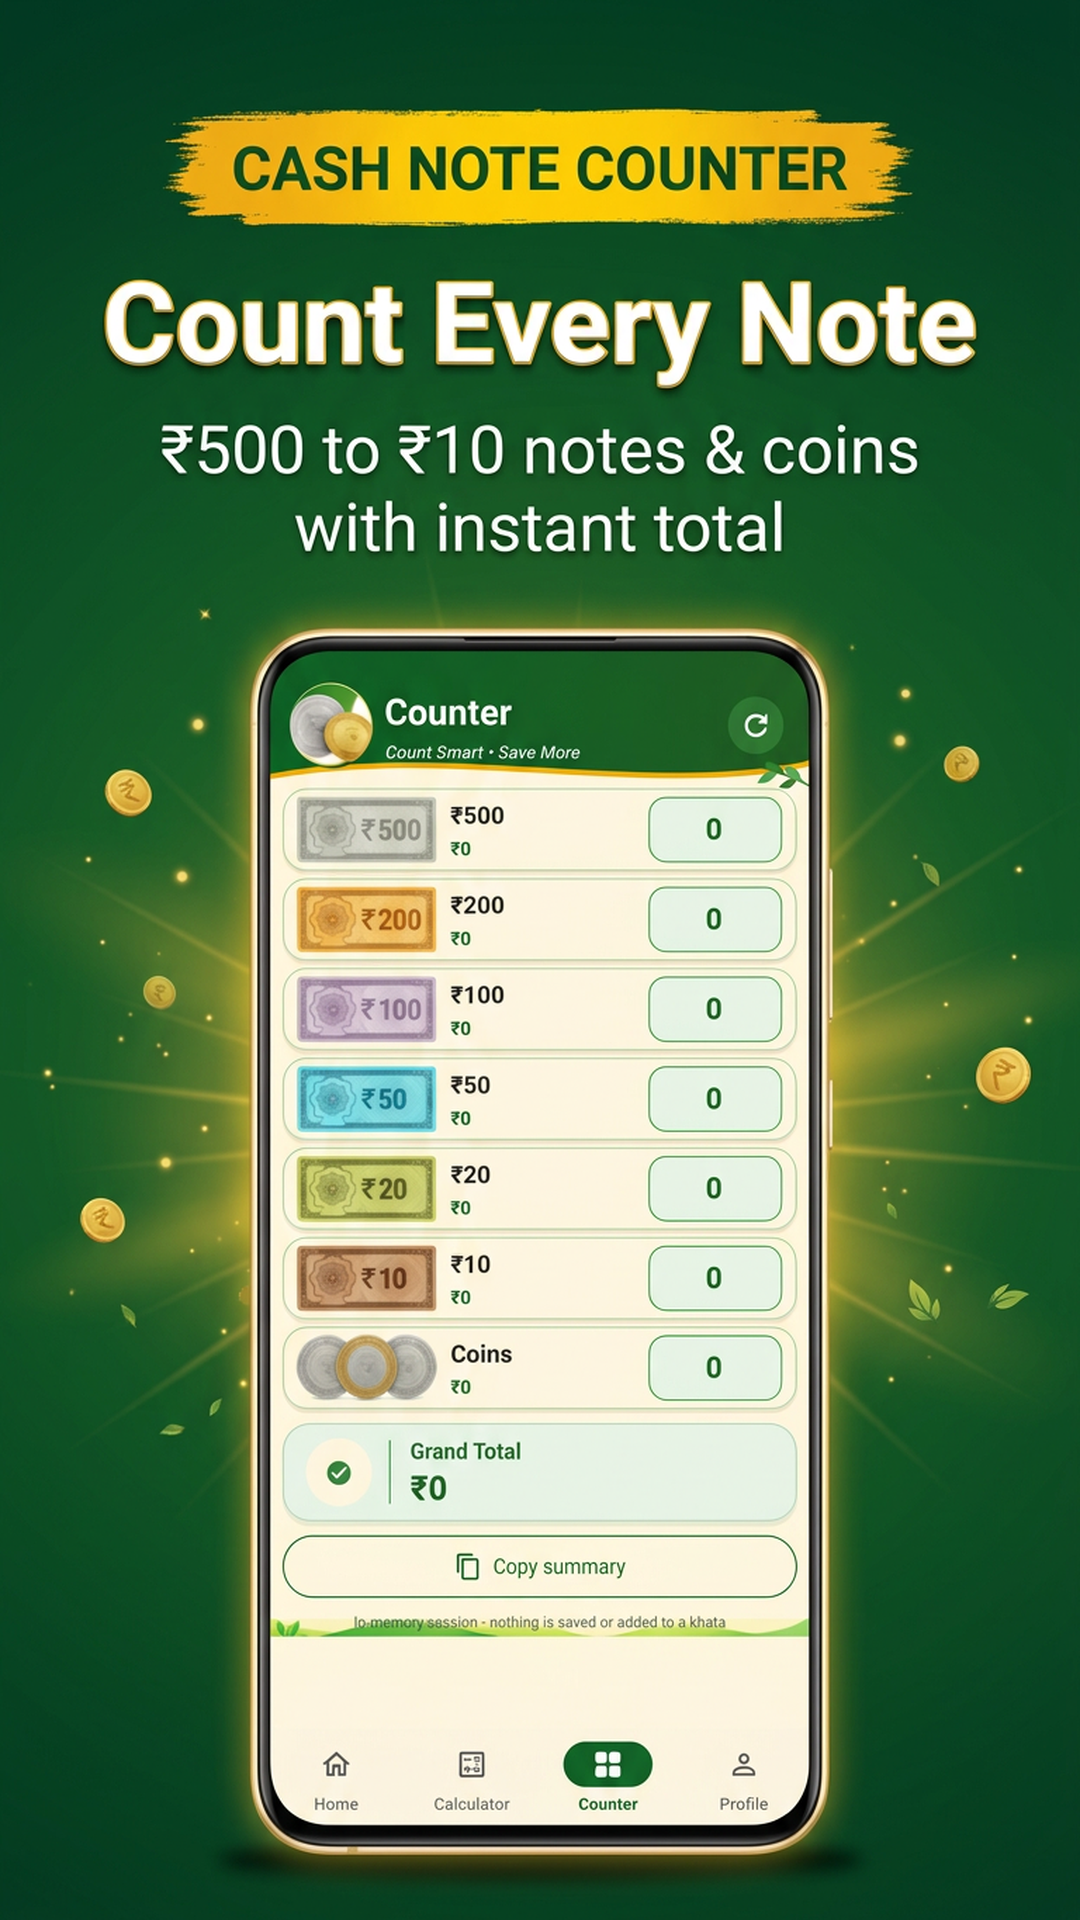 CASH NOTE COUNTER
Count Every Note
₹500 to ₹10 notes & coins
with instant total
Counter
Count Smart • Save More
₹500
₹500
₹0
0
₹200
₹200
₹0
0
₹100
₹100
₹0
0
₹50
₹50
₹0
0
₹20
₹20
₹0
0
₹10
₹10
₹0
0
Coins
₹0
0
Grand Total
₹0
Copy summary
In-memory session - nothing is saved or added to a khata
Home
Calculator
Counter
Profile